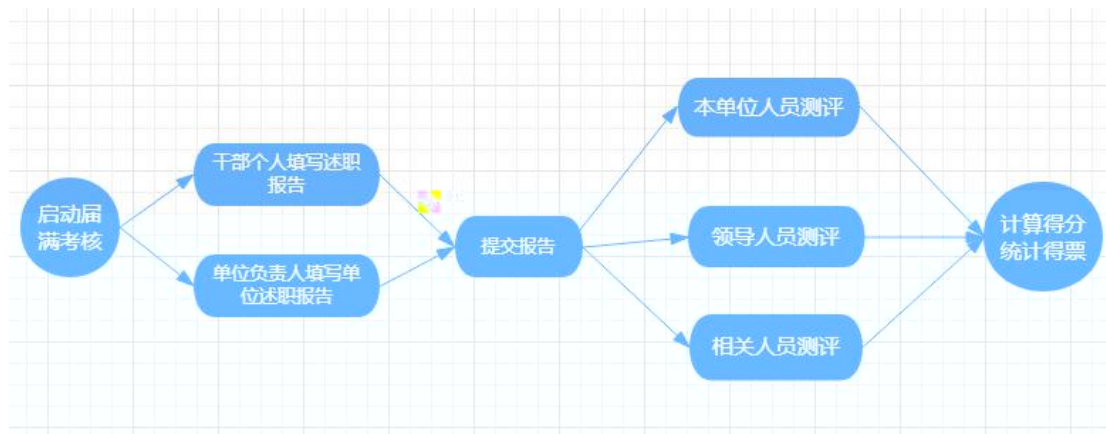 启动届
满考核
干部个人填写述职
报告
单位负责人填写单
位述职报告
提交报告
本单位人员测评
领导人员测评
相关人员测评
计算得分
统计得票